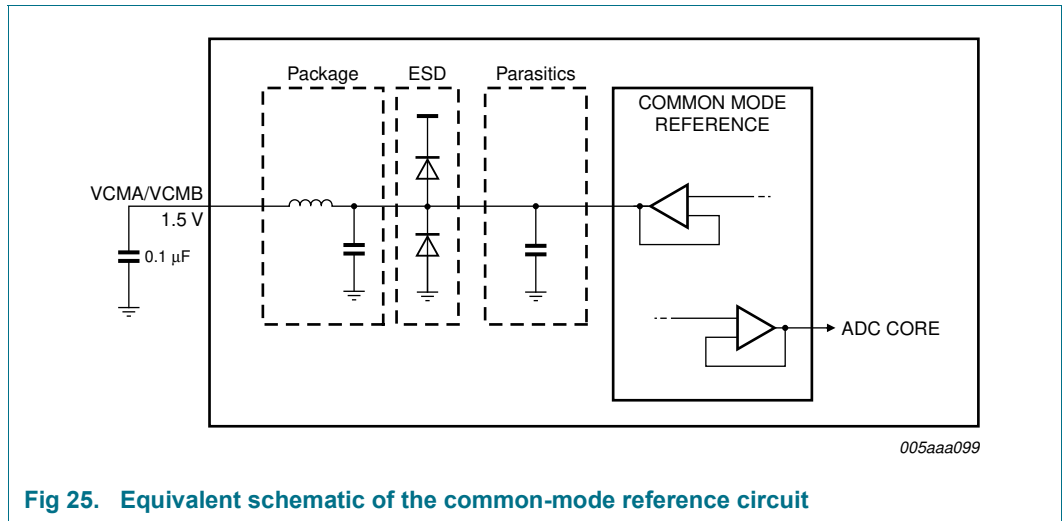 Package
ESD
Parasitics
COMMON MODE
REFERENCE
VCMA/VCMB
1.5 V
0.1 μF
ADC CORE
005aaa099
Fig 25. Equivalent schematic of the common-mode reference circuit